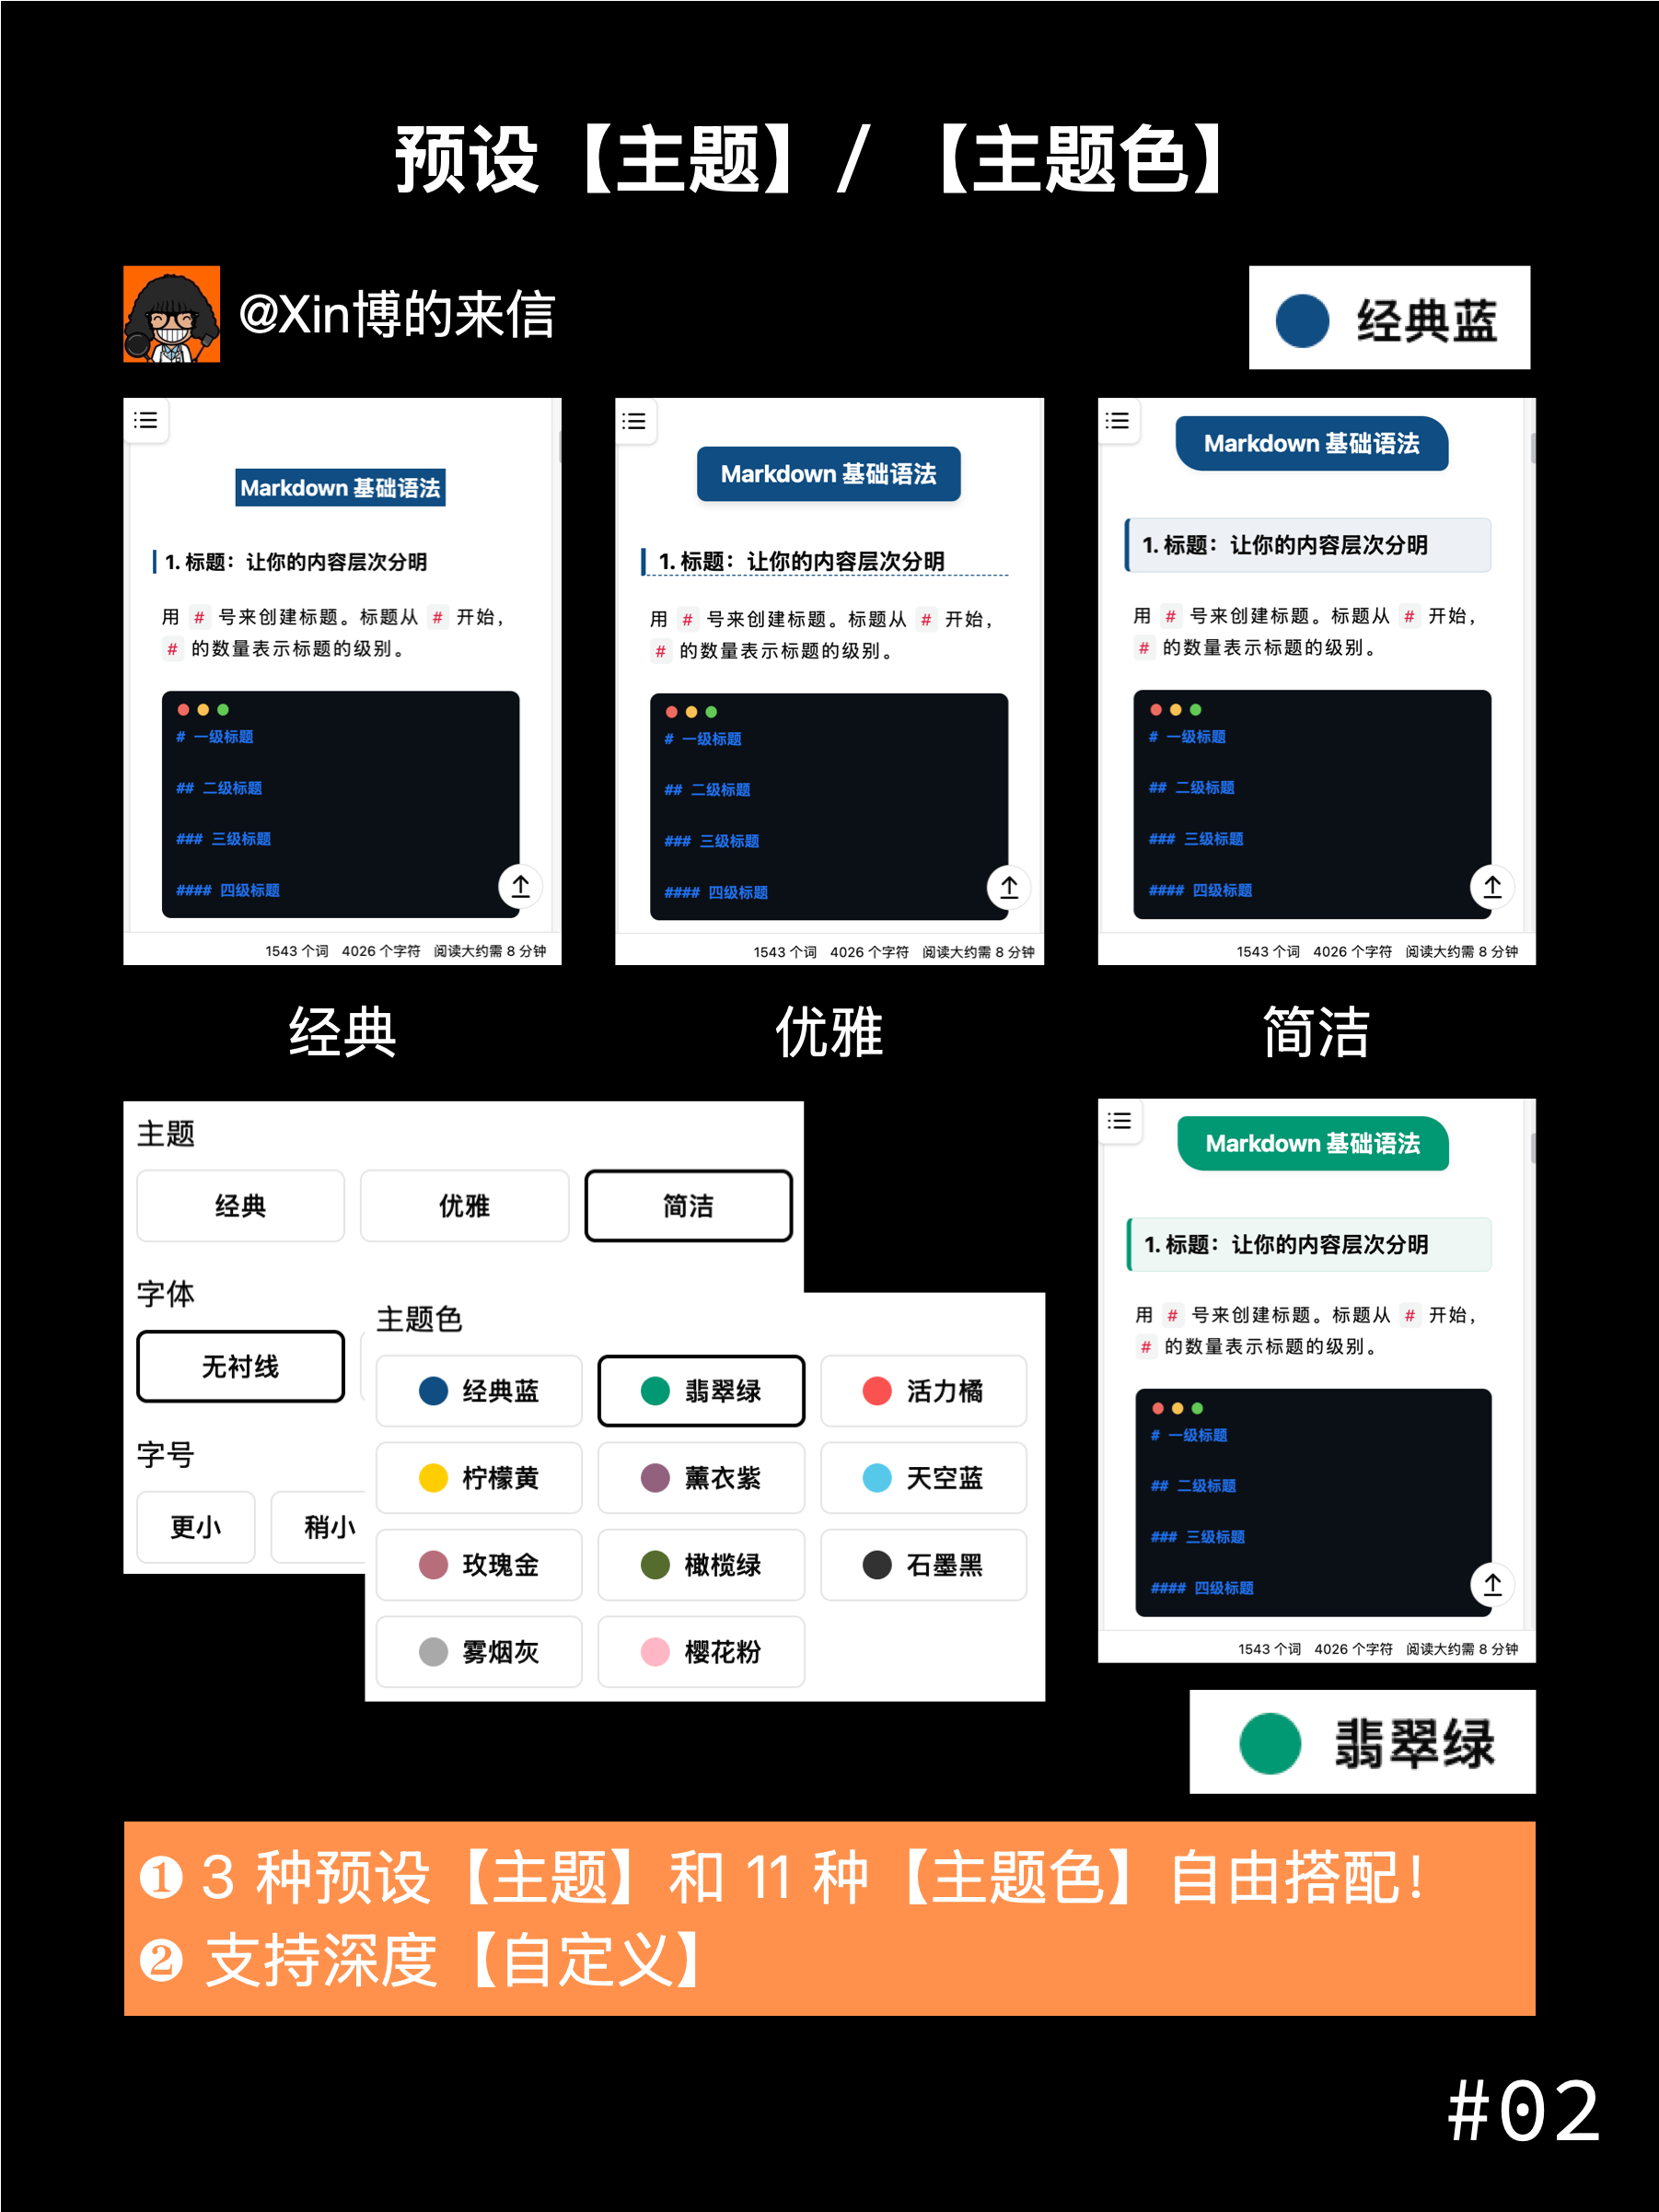 预设【主题】/ 【主题色】
@Xin博的来信
经典蓝
Markdown 基础语法
1. 标题：让你的内容层次分明
用 # 号来创建标题。标题从 # 开始，
# 的数量表示标题的级别。
# 一级标题
## 二级标题
### 三级标题
#### 四级标题
1543 个词 4026 个字符 阅读大约需 8 分钟
Markdown 基础语法
1. 标题：让你的内容层次分明
用 # 号来创建标题。标题从 # 开始，
# 的数量表示标题的级别。
# 一级标题
## 二级标题
### 三级标题
#### 四级标题
1543 个词 4026 个字符 阅读大约需 8 分钟
Markdown 基础语法
1. 标题：让你的内容层次分明
用 # 号来创建标题。标题从 # 开始，
# 的数量表示标题的级别。
# 一级标题
## 二级标题
### 三级标题
#### 四级标题
1543 个词 4026 个字符 阅读大约需 8 分钟
经典 优雅 简洁
主题
经典 优雅 简洁
字体
无衬线
字号
更小 稍小
主题色
经典蓝 翡翠绿 活力橘
柠檬黄 薰衣紫 天空蓝
玫瑰金 橄榄绿 石墨黑
雾烟灰 樱花粉
Markdown 基础语法
1. 标题：让你的内容层次分明
用 # 号来创建标题。标题从 # 开始，
# 的数量表示标题的级别。
# 一级标题
## 二级标题
### 三级标题
#### 四级标题
1543 个词 4026 个字符 阅读大约需 8 分钟
翡翠绿
❶ 3 种预设【主题】和 11 种【主题色】自由搭配！
❷ 支持深度【自定义】
#02